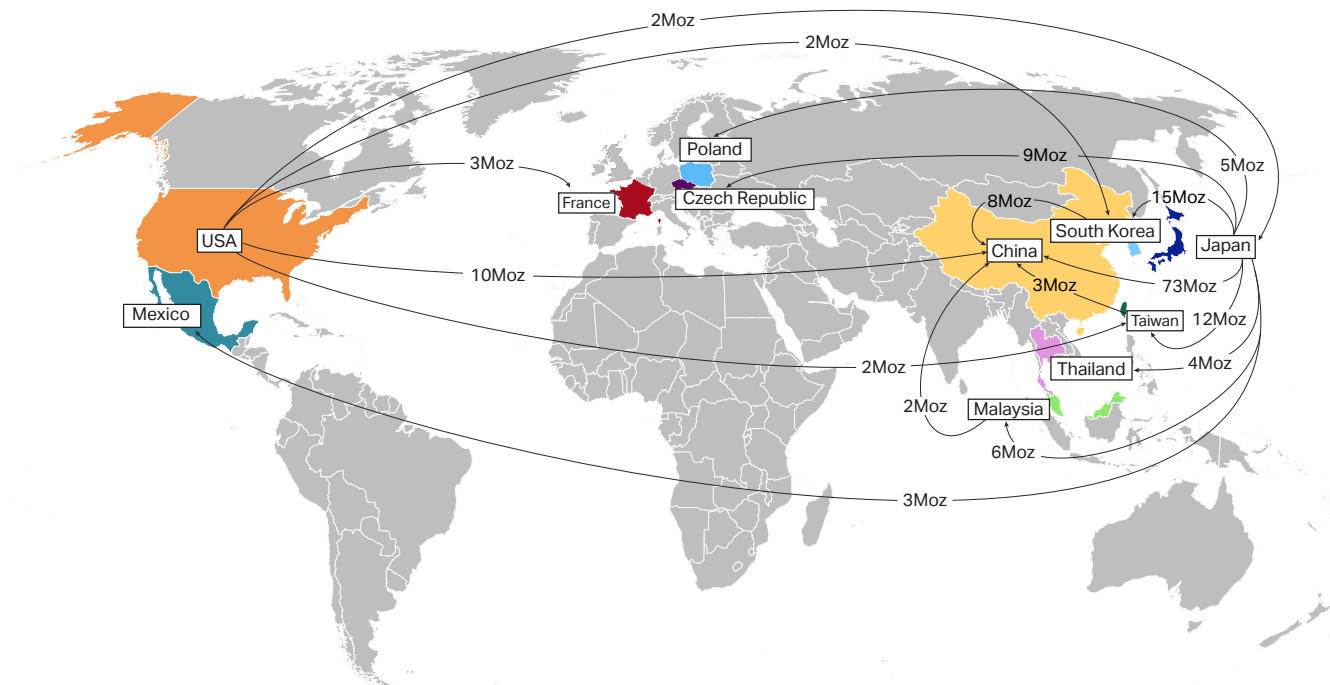 2Moz
2Moz
Poland
9Moz
3Moz
5Moz
France
Czech Republic
8Moz
15Moz
South Korea
USA
China
Japan
10Moz
3Moz
73Moz
Mexico
Taiwan
12Moz
2Moz
Thailand
4Moz
2Moz
Malaysia
6Moz
3Moz